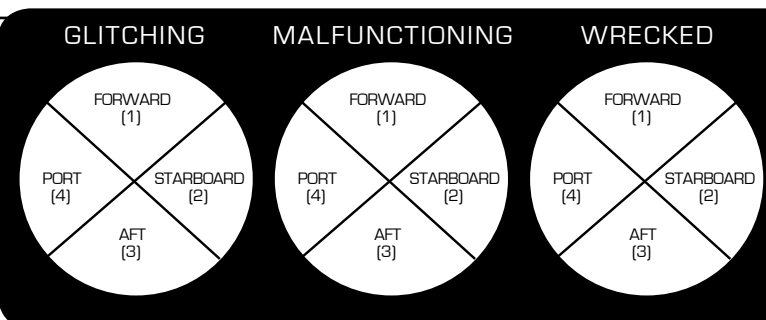 GLITCHING
MALFUNCTIONING
WRECKED
FORWARD
(1)
PORT
(4)
STARBOARD
(2)
AFT
(3)
FORWARD
(1)
PORT
(4)
STARBOARD
(2)
AFT
(3)
FORWARD
(1)
PORT
(4)
STARBOARD
(2)
AFT
(3)